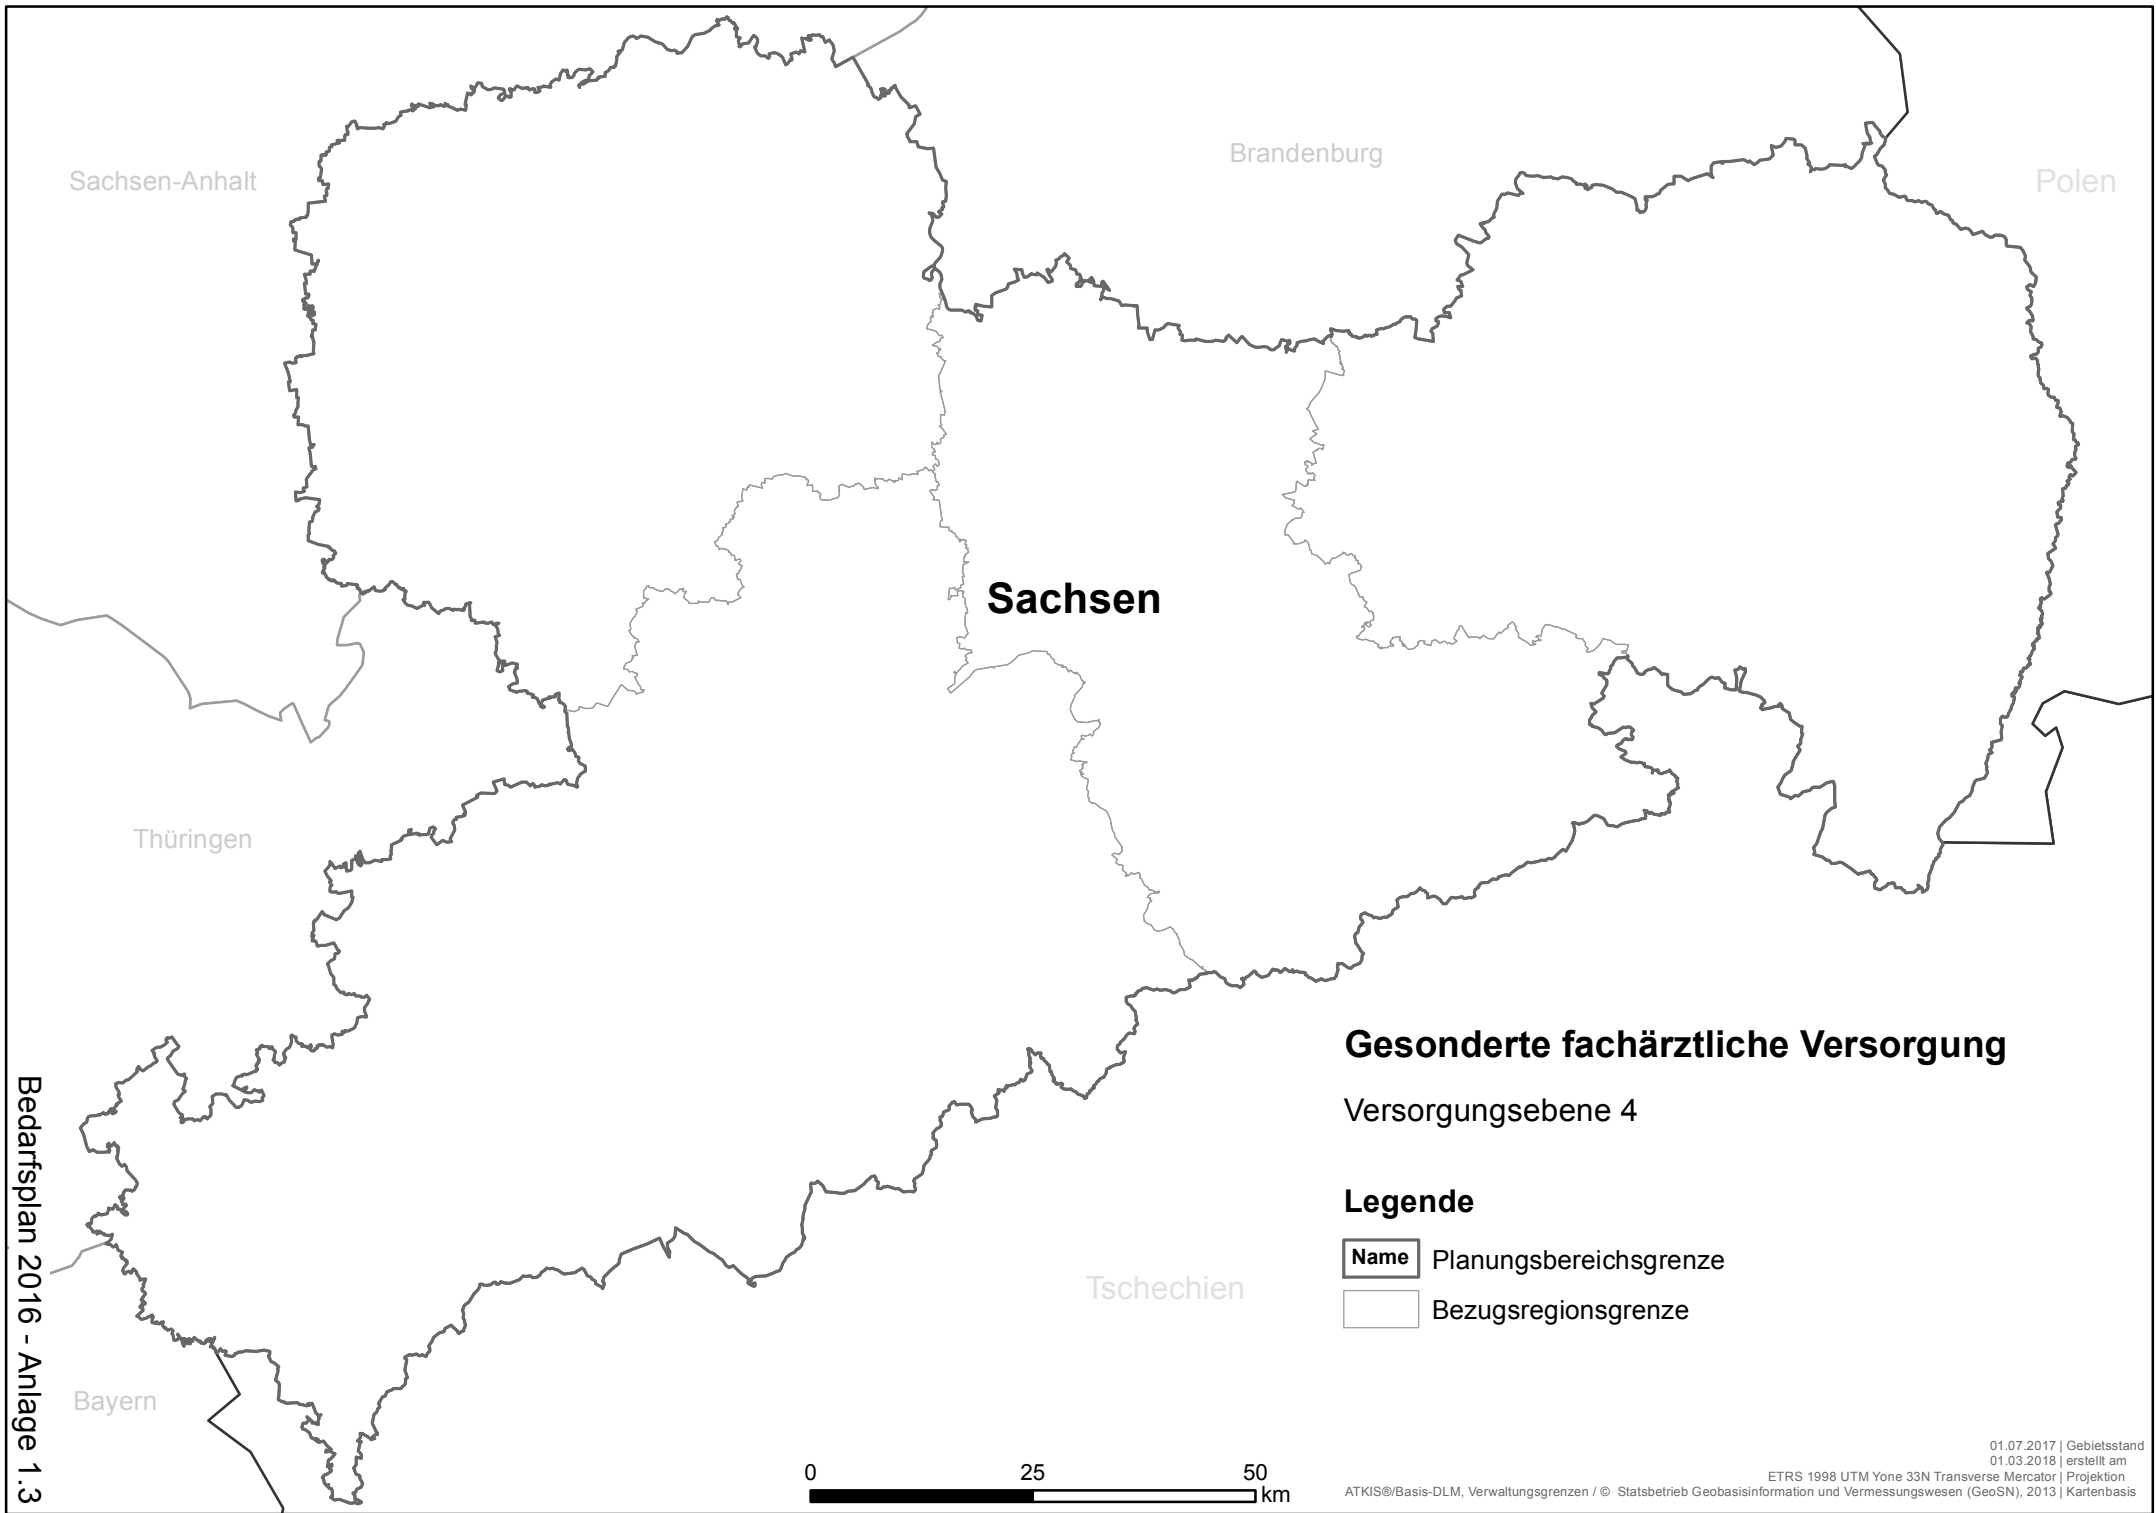 Brandenburg
Sachsen-Anhalt
Polen
Sachsen
Thüringen
Gesonderte fachärztliche Versorgung
Versorgungsebene 4
Legende
Name Planungsbereichsgrenze
Bezugsregionsgrenze
Tschechien
Bayern
Bedarfsplan 2016 - Anlage 1.3
0 25 50
km
01.07.2017 | Gebietsstand
01.03.2018 | erstellt am
ETRS 1998 UTM Yone 33N Transverse Mercator | Projektion
ATKIS®/Basis-DLM, Verwaltungsgrenzen / © Statsbetrieb Geobasisinformation und Vermessungswesen (GeoSN), 2013 | Kartenbasis